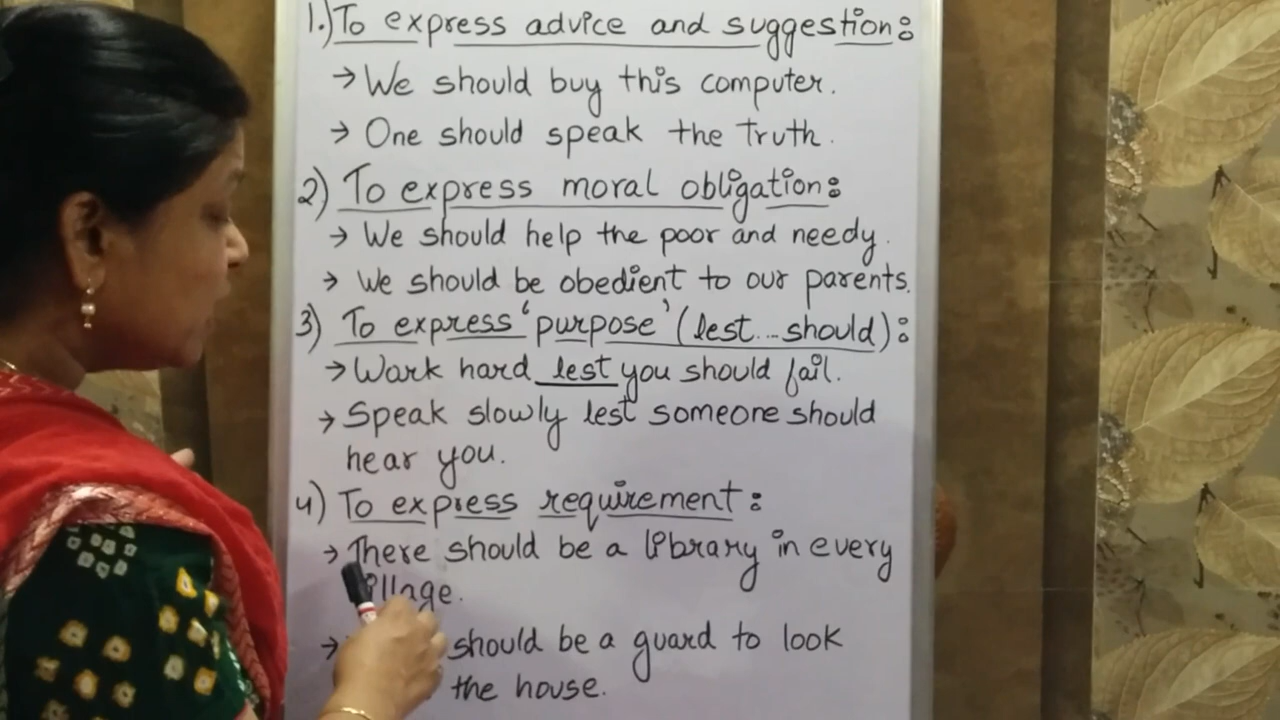 1.) To express advice and suggestion:
→ We should buy this computer.
→ One should speak the truth.
2) To express moral obligation:
→ We should help the poor and needy.
→ We should be obedient to our parents.
3) To express 'purpose' (lest...should):
→ Work hard lest you should fail.
→ Speak slowly lest someone should
hear you.
4) To express requirement:
→ There should be a library in every
village.
→ should be a guard to look
the house.